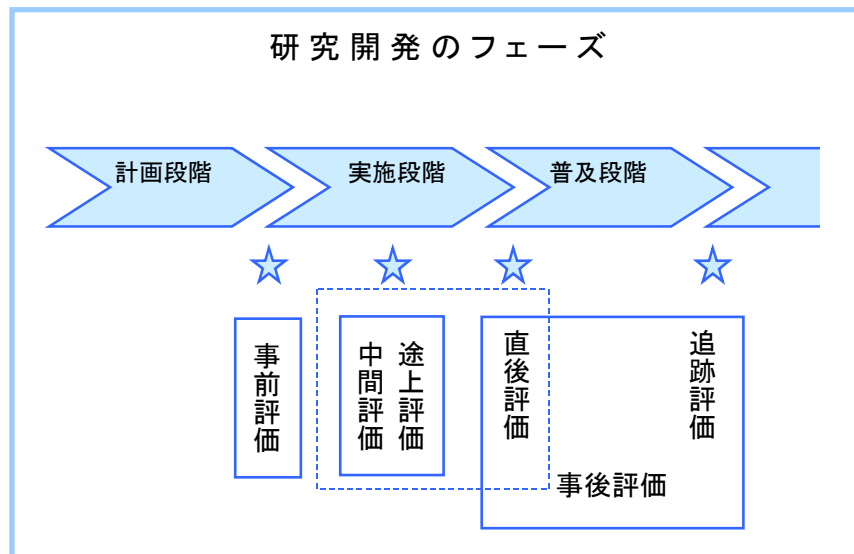 研究開発のフェーズ
計画段階
実施段階
普及段階
事前評価
途上評価
中間評価
直後評価
追跡評価
事後評価